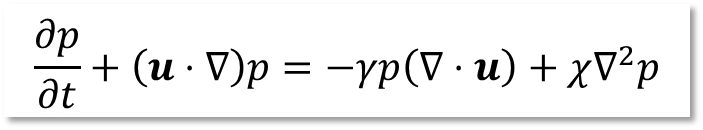 ∂p/∂t + (𝒖 · ∇)p = −γp(∇ · 𝒖) + χ∇²p